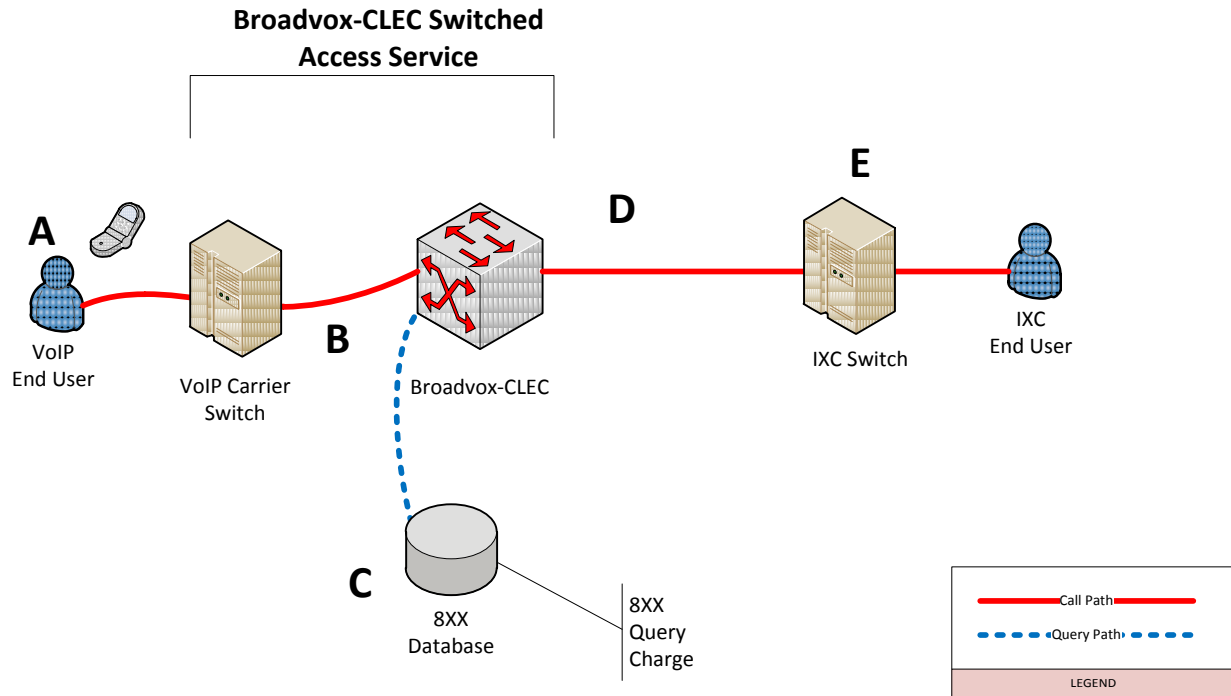 Broadvox-CLEC Switched
Access Service
E
D
A
B
VoIP
End User
VoIP Carrier
Switch
Broadvox-CLEC
IXC Switch
IXC
End User
C
8XX
Database
8XX
Query
Charge
Call Path
Query Path
LEGEND